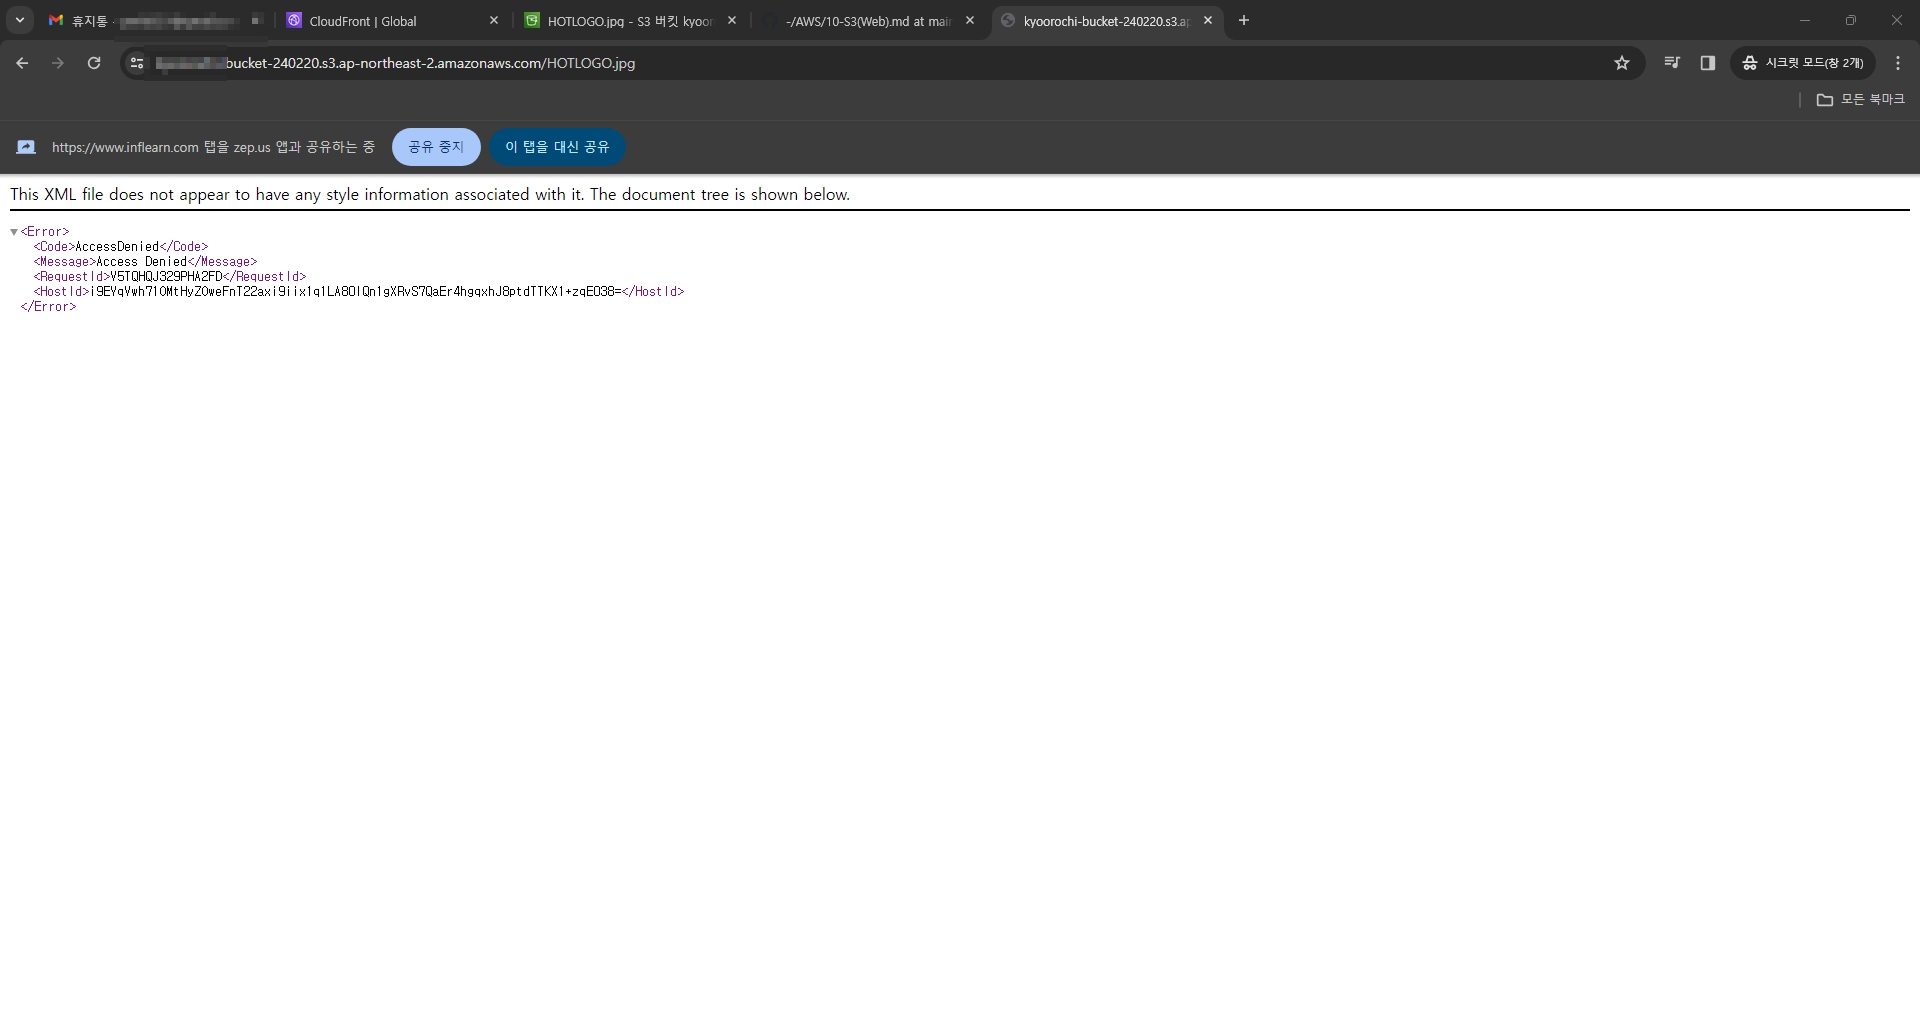 휴지통 -
CloudFront | Global
HOTLOGO.jpg - S3 버킷 kyoor
-/AWS/10-S3(Web).md at main
kyoorochi-bucket-240220.s3.ap
bucket-240220.s3.ap-northeast-2.amazonaws.com/HOTLOGO.jpg
시크릿 모드(창 2개)
모든 북마크
https://www.inflearn.com 탭을 zep.us 앱과 공유하는 중
공유 중지
이 탭을 대신 공유
This XML file does not appear to have any style information associated with it. The document tree is shown below.
<Error>
<Code>AccessDenied</Code>
<Message>Access Denied</Message>
<RequestId>V5TQHQJ329PHA2FD</RequestId>
<HostId>i9EVqVwh710MtHyZOweFnT22axi9iix1q1LA8OIQn1gXRvS7QaEr4hgqxhJ8ptdTTKX1+zqEO38=</HostId>
</Error>